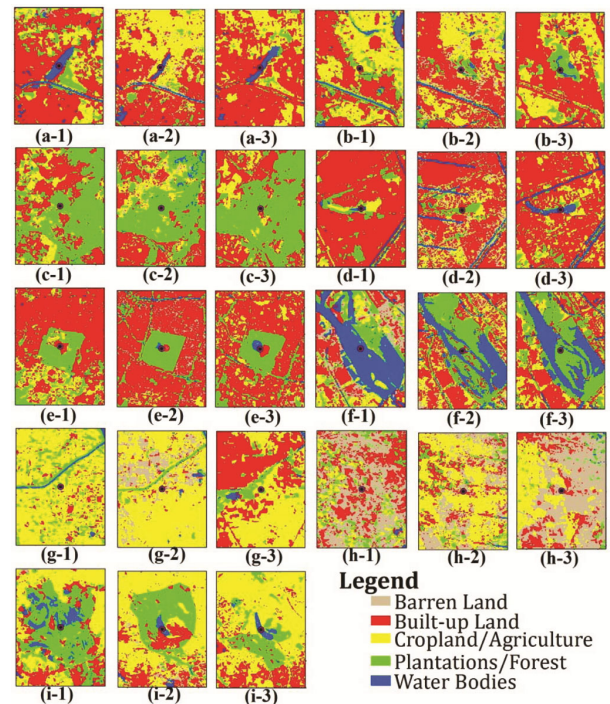 (a-1) (a-2) (a-3) (b-1) (b-2) (b-3)
(c-1) (c-2) (c-3) (d-1) (d-2) (d-3)
(e-1) (e-2) (e-3) (f-1) (f-2) (f-3)
(g-1) (g-2) (g-3) (h-1) (h-2) (h-3)
(i-1) (i-2) (i-3)
Legend
Barren Land
Built-up Land
Cropland/Agriculture
Plantations/Forest
Water Bodies